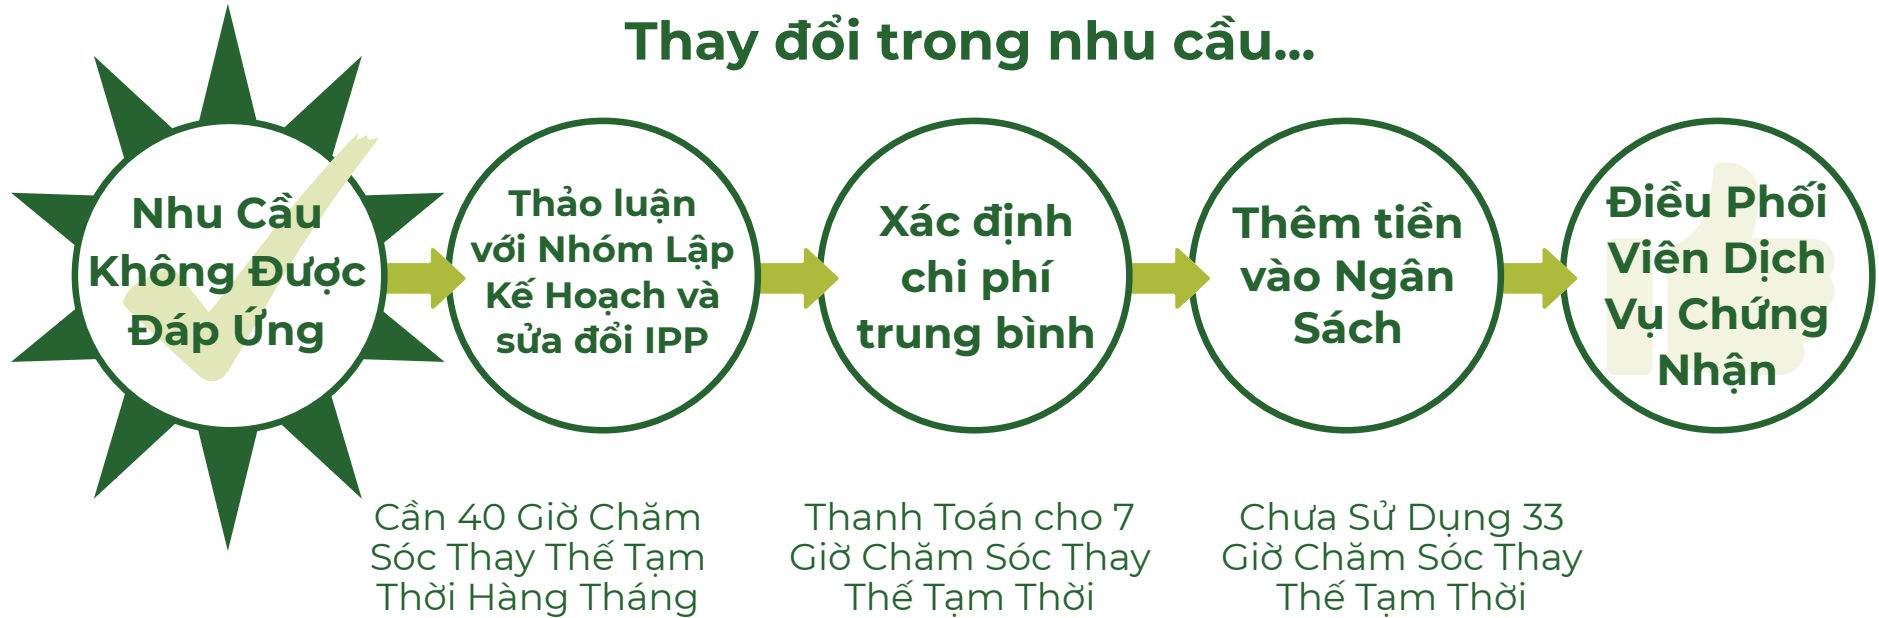 Thay đổi trong nhu cầu...
Nhu Cầu
Không Được
Đáp Ứng
Thảo luận
với Nhóm Lập
Kế Hoạch và
sửa đổi IPP
Xác định
chi phí
trung bình
Thêm tiền
vào Ngân
Sách
Điều Phối
Viên Dịch
Vụ Chứng
Nhận
Cần 40 Giờ Chăm
Sóc Thay Thế Tạm
Thời Hàng Tháng
Thanh Toán cho 7
Giờ Chăm Sóc Thay
Thế Tạm Thời
Chưa Sử Dụng 33
Giờ Chăm Sóc Thay
Thế Tạm Thời